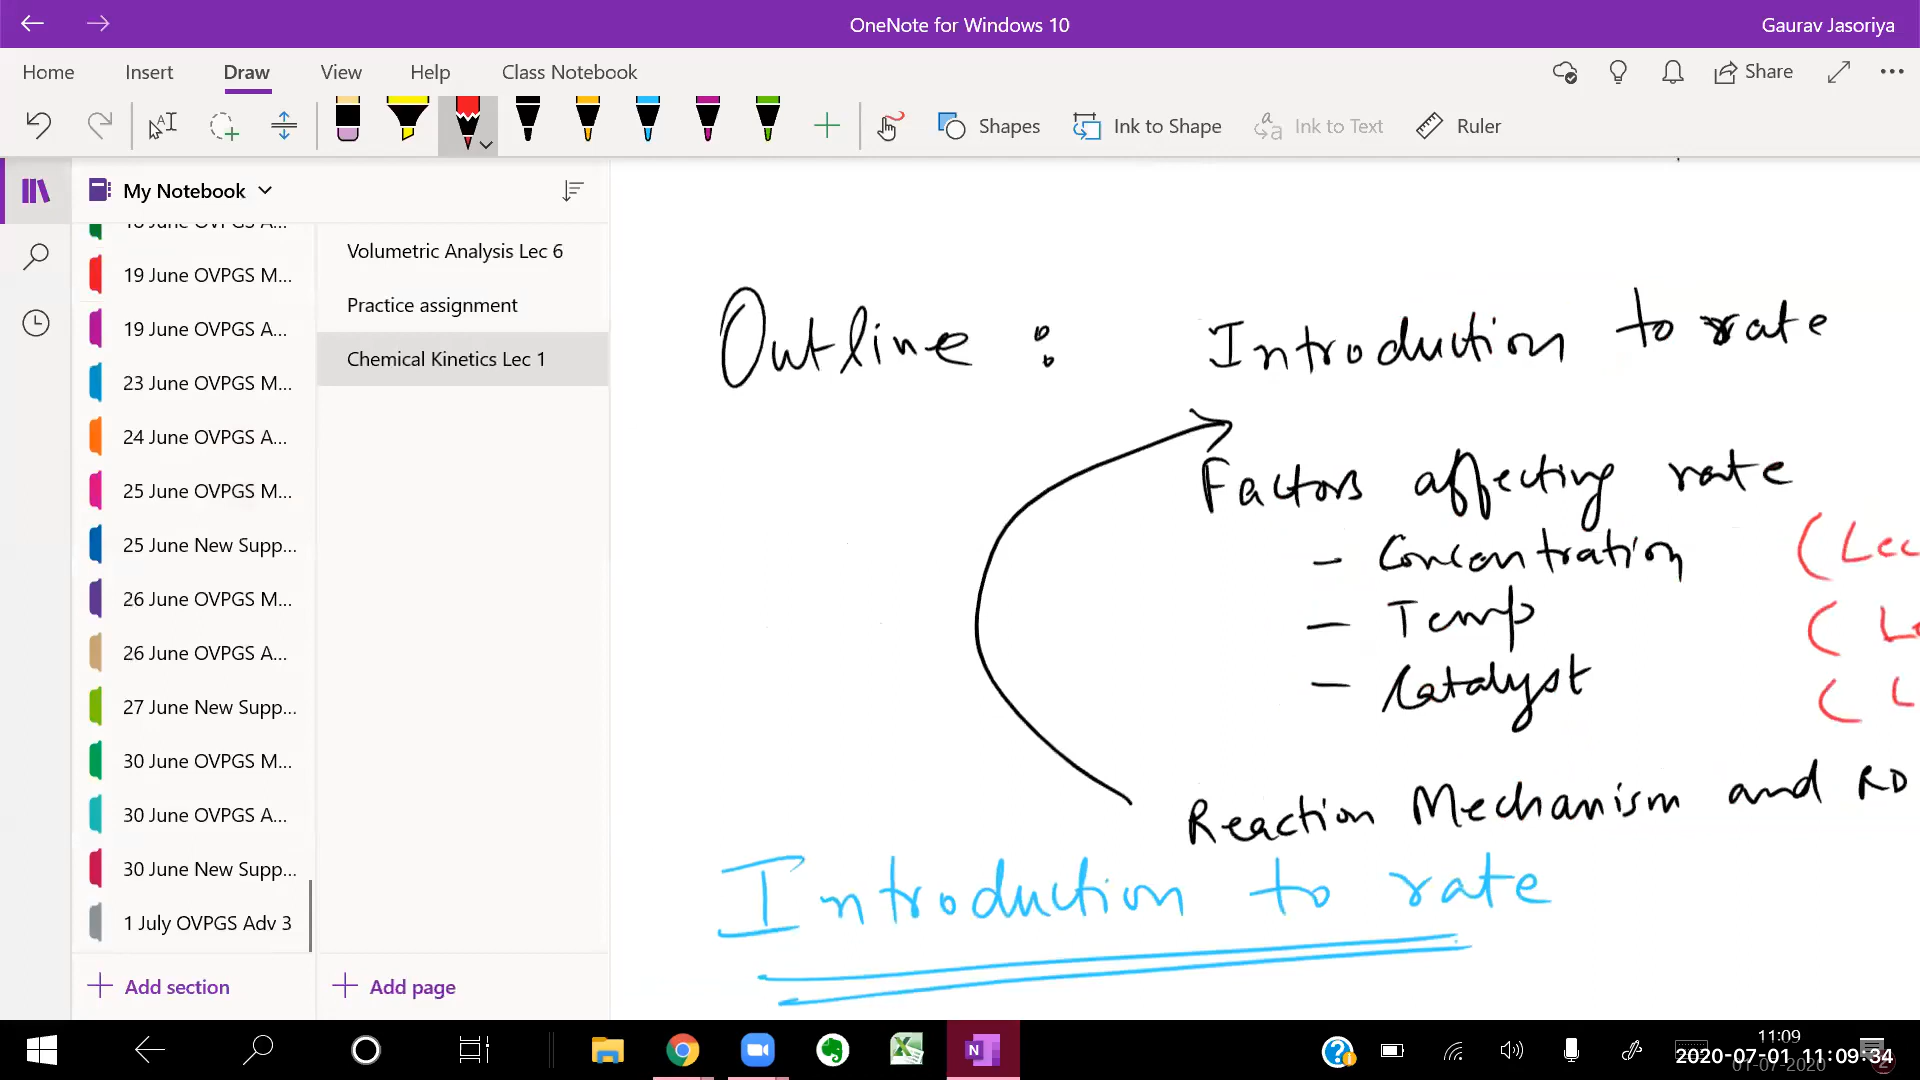 OneNote for Windows 10
Gaurav Jasoriya
Home Insert Draw View Help Class Notebook
Share
Shapes Ink to Shape Ink to Text Ruler
My Notebook
19 June OVPGS M...
19 June OVPGS A...
23 June OVPGS M...
24 June OVPGS A...
25 June OVPGS M...
25 June New Supp...
26 June OVPGS M...
26 June OVPGS A...
27 June New Supp...
30 June OVPGS M...
30 June OVPGS A...
30 June New Supp...
1 July OVPGS Adv 3
Add section
Volumetric Analysis Lec 6
Practice assignment
Chemical Kinetics Lec 1
Add page
Outline : Introduction to rate
Factors affecting rate
- Concentration (Lec
- Temp (
- Catalyst (
Reaction Mechanism and RD
Introduction to rate
11:09
2020-07-01 11:09:34
01-07-2020